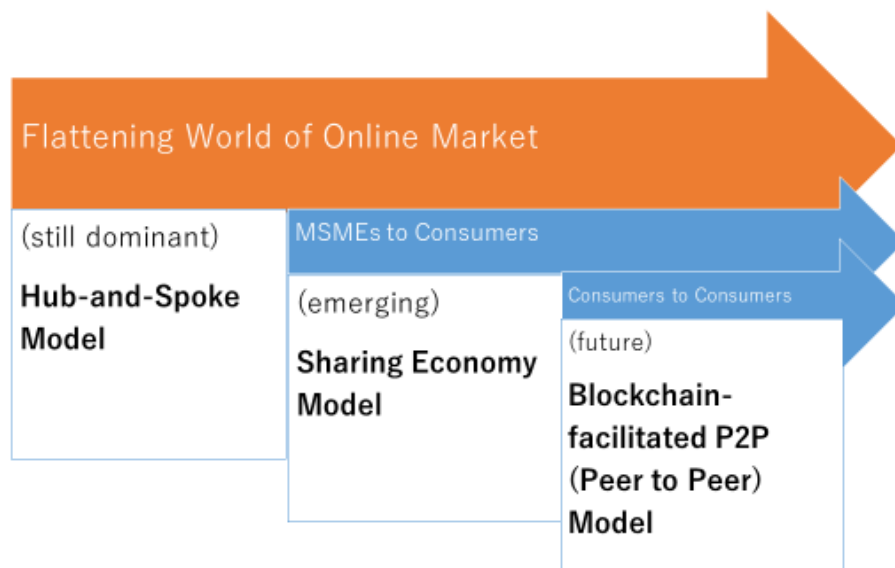 Flattening World of Online Market
(still dominant)
Hub-and-Spoke
Model
MSMEs to Consumers
(emerging)
Sharing Economy
Model
Consumers to Consumers
(future)
Blockchain-
facilitated P2P
(Peer to Peer)
Model